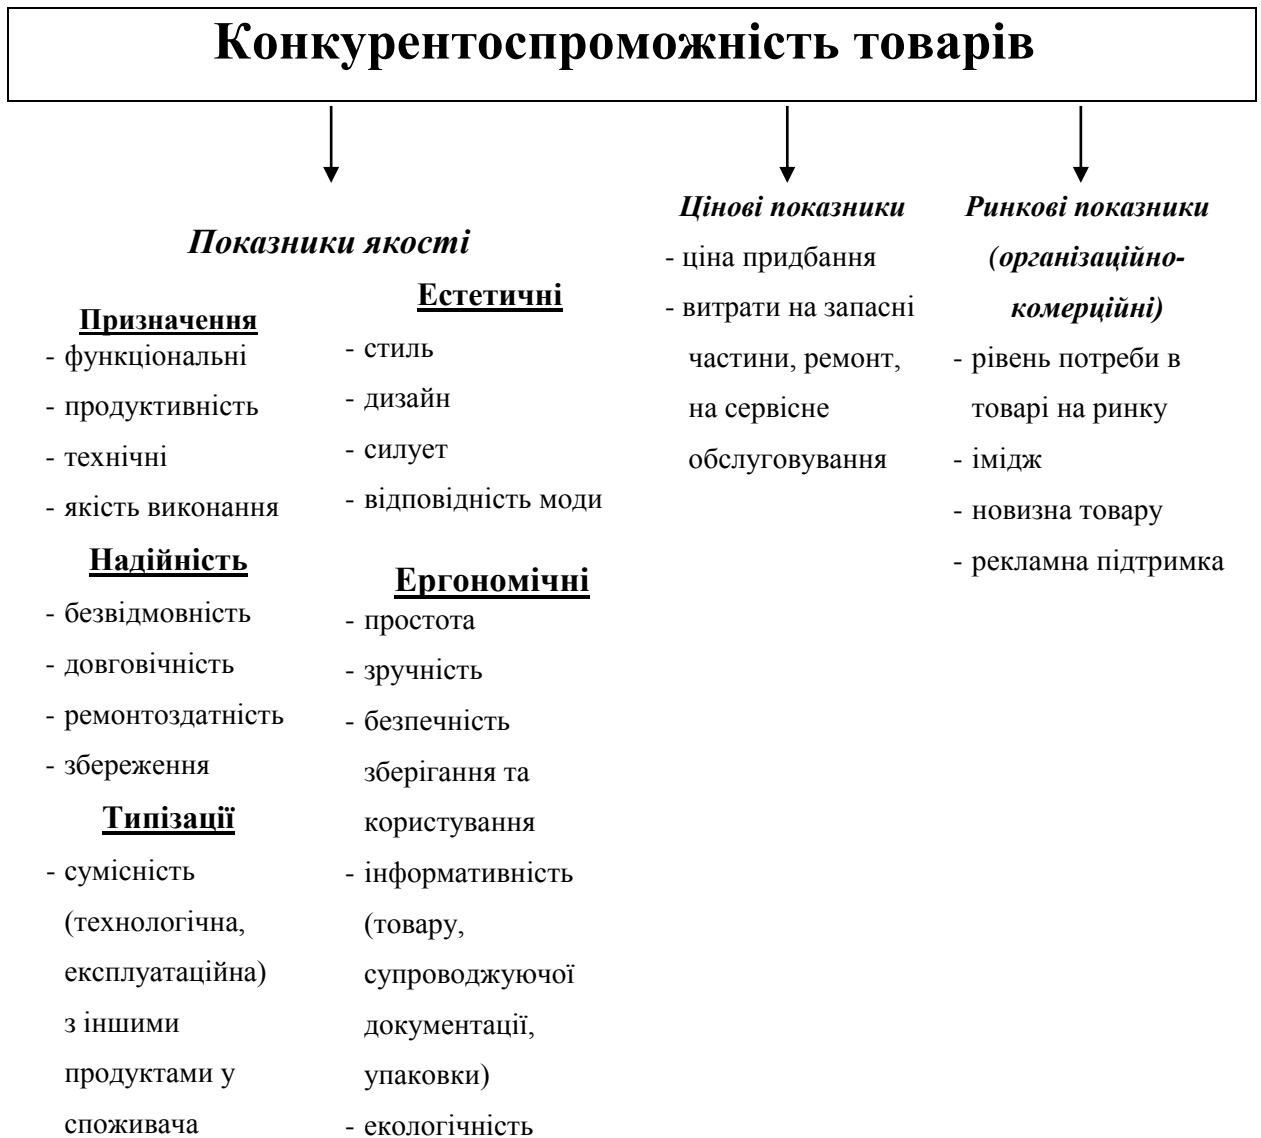 Конкурентоспроможність товарів
Показники якості
Призначення
- функціональні
- продуктивність
- технічні
- якість виконання
Надійність
- безвідмовність
- довговічність
- ремонтоздатність
- збереження
Типізації
- сумісність
(технологічна,
експлуатаційна)
з іншими
продуктами у
споживача
Естетичні
- стиль
- дизайн
- силует
- відповідність моди
Ергономічні
- простота
- зручність
- безпечність
зберігання та
користування
- інформативність
(товару,
супроводжуючої
документації,
упаковки)
- екологічність
Цінові показники
- ціна придбання
- витрати на запасні
частини, ремонт,
на сервісне
обслуговування
Ринкові показники
(організаційно-
комерційні)
- рівень потреби в
товарі на ринку
- імідж
- новизна товару
- рекламна підтримка